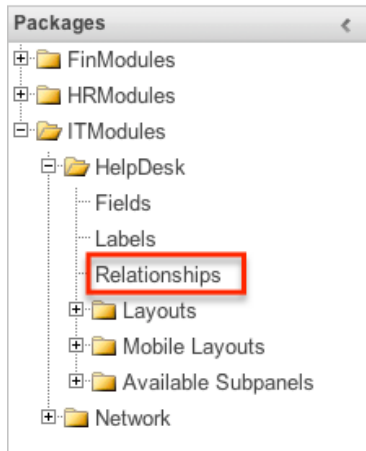 Packages
FinModules
HRModules
ITModules
HelpDesk
Fields
Labels
Relationships
Layouts
Mobile Layouts
Available Subpanels
Network